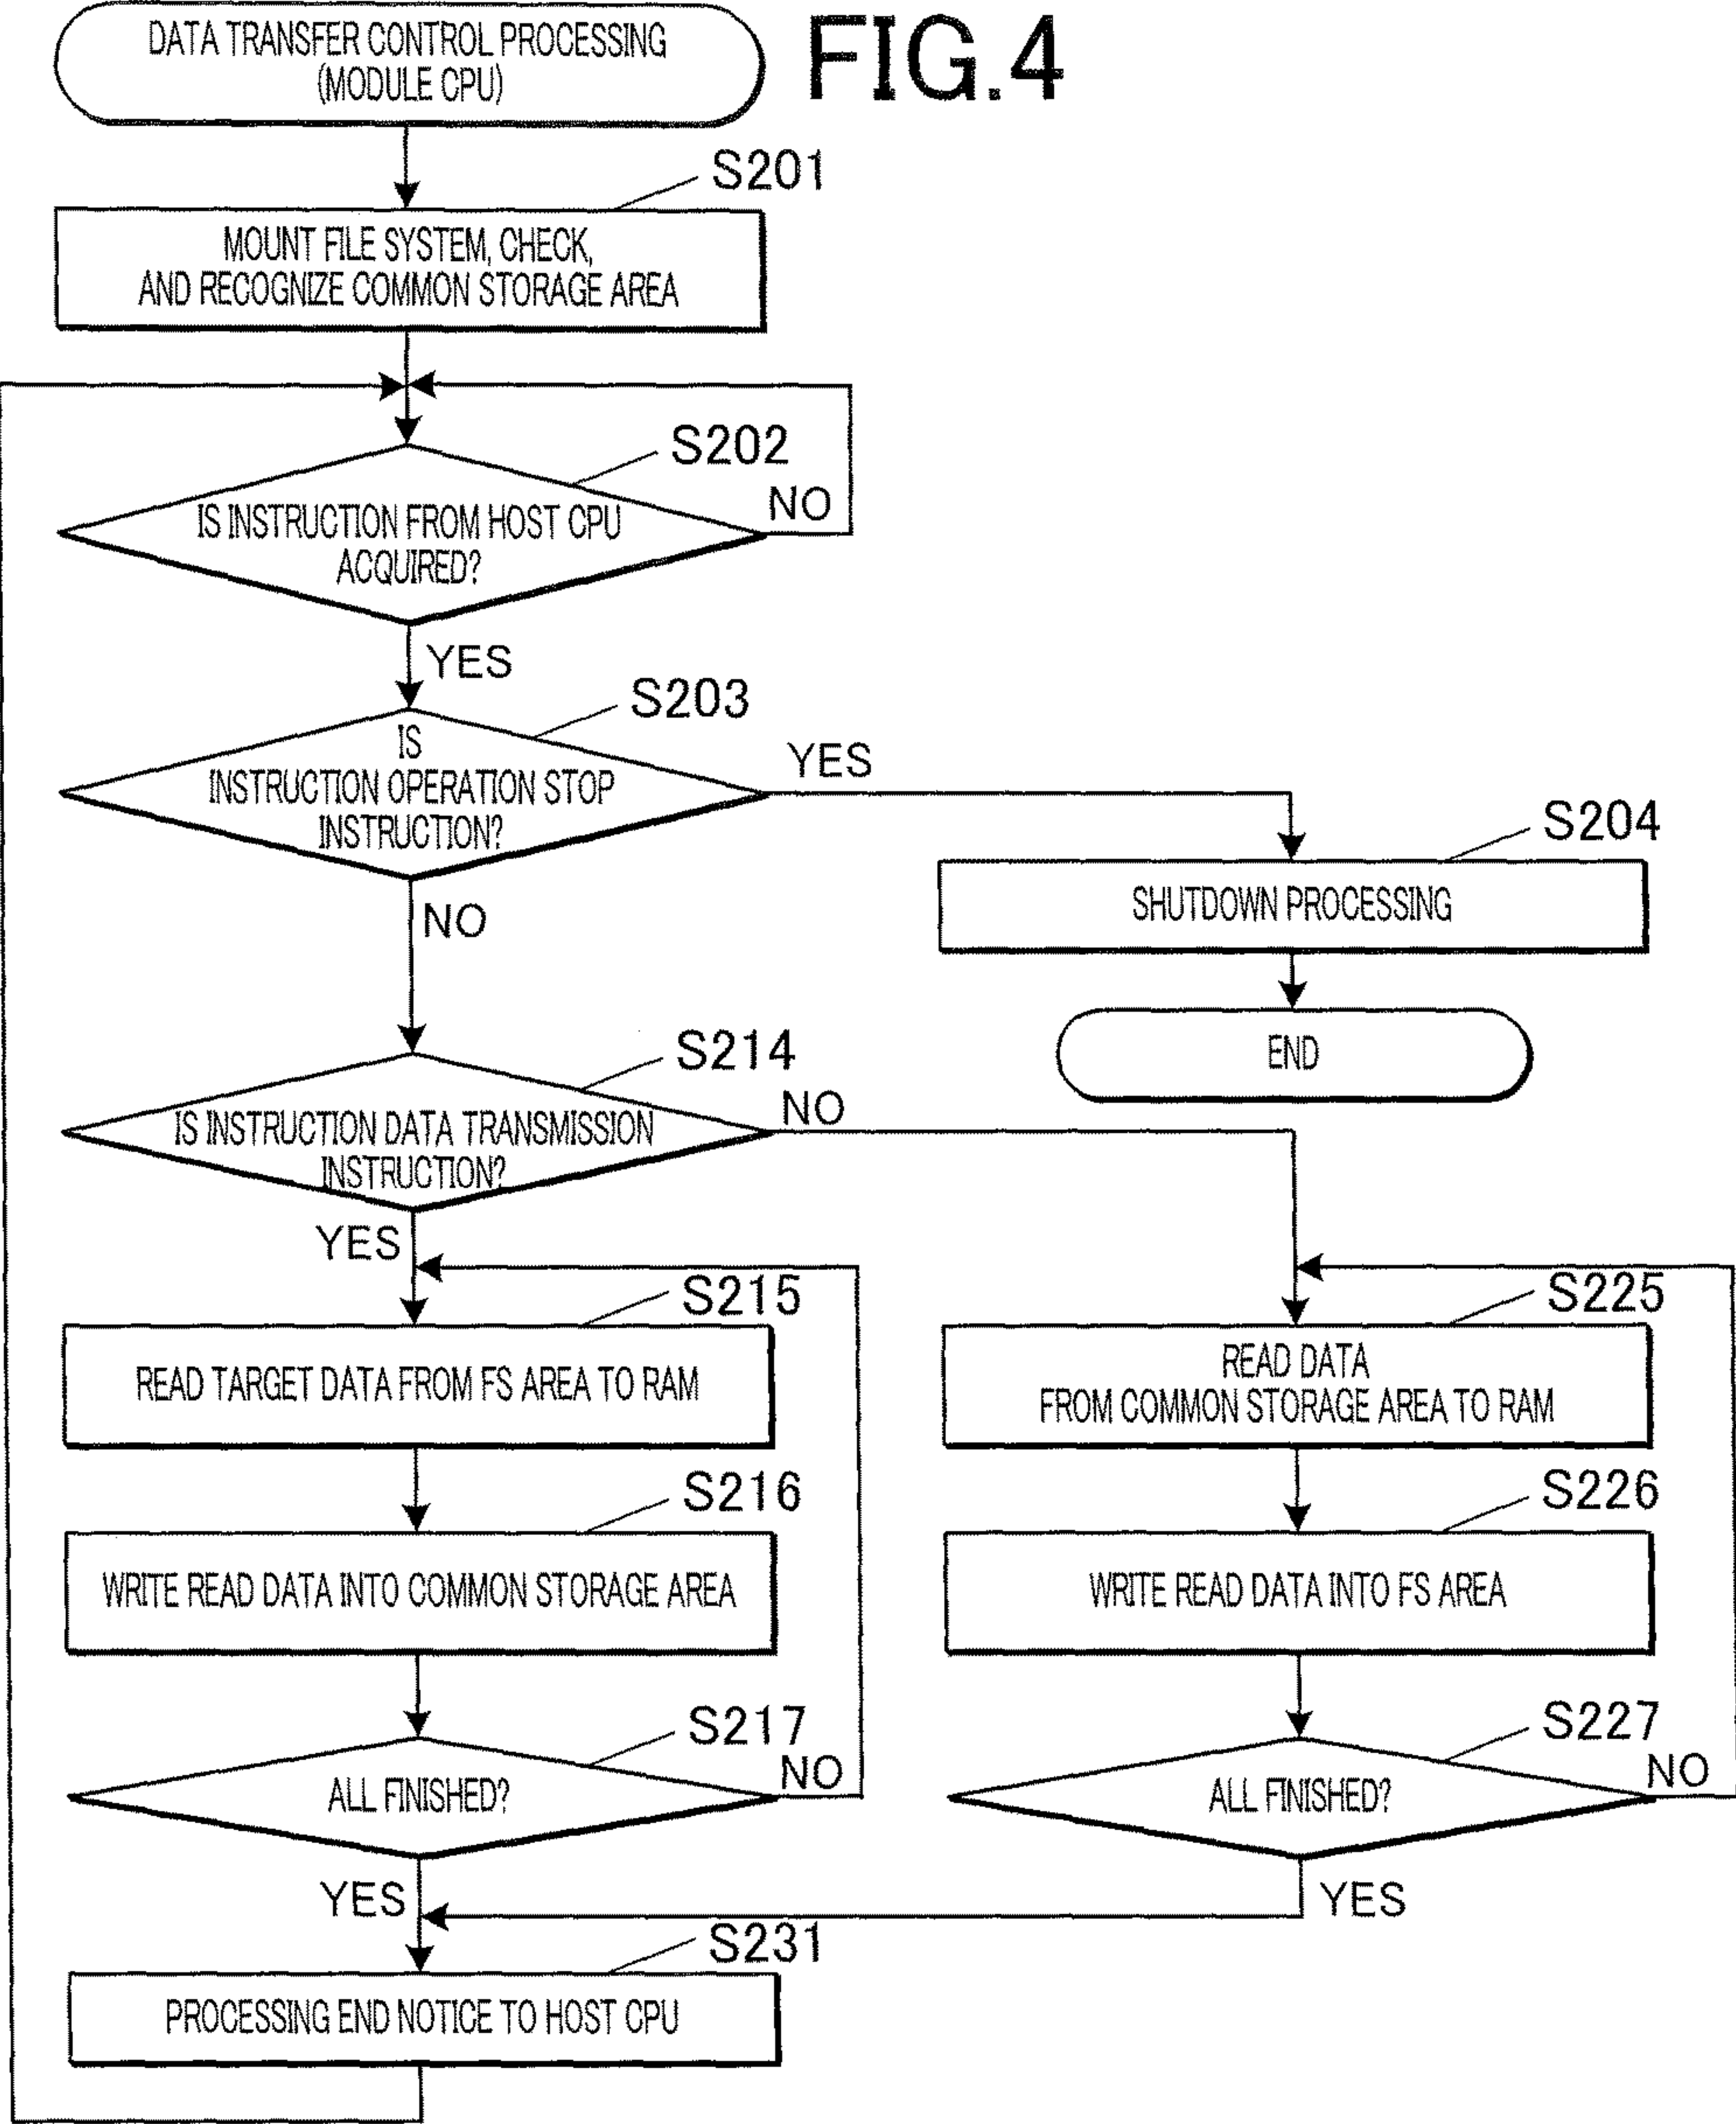 DATA TRANSFER CONTROL PROCESSING
(MODULE CPU)
FIG.4
S201
MOUNT FILE SYSTEM, CHECK,
AND RECOGNIZE COMMON STORAGE AREA
S202
IS INSTRUCTION FROM HOST CPU
ACQUIRED?
NO
YES
S203
IS
INSTRUCTION OPERATION STOP
INSTRUCTION?
YES
NO
S204
SHUTDOWN PROCESSING
END
S214
IS INSTRUCTION DATA TRANSMISSION
INSTRUCTION?
NO
YES
S215
READ TARGET DATA FROM FS AREA TO RAM
S225
READ DATA
FROM COMMON STORAGE AREA TO RAM
S216
WRITE READ DATA INTO COMMON STORAGE AREA
S226
WRITE READ DATA INTO FS AREA
S217
ALL FINISHED?
NO
YES
S227
ALL FINISHED?
NO
YES
S231
PROCESSING END NOTICE TO HOST CPU